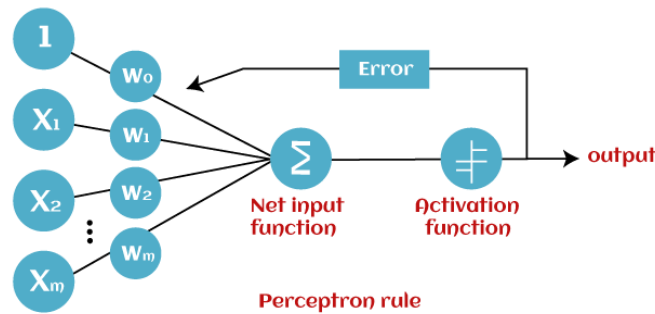 1
X₁
X₂
Xₘ
W₀
W₁
W₂
Wₘ
Σ
Error
output
Net input
function
Activation
function
Perceptron rule